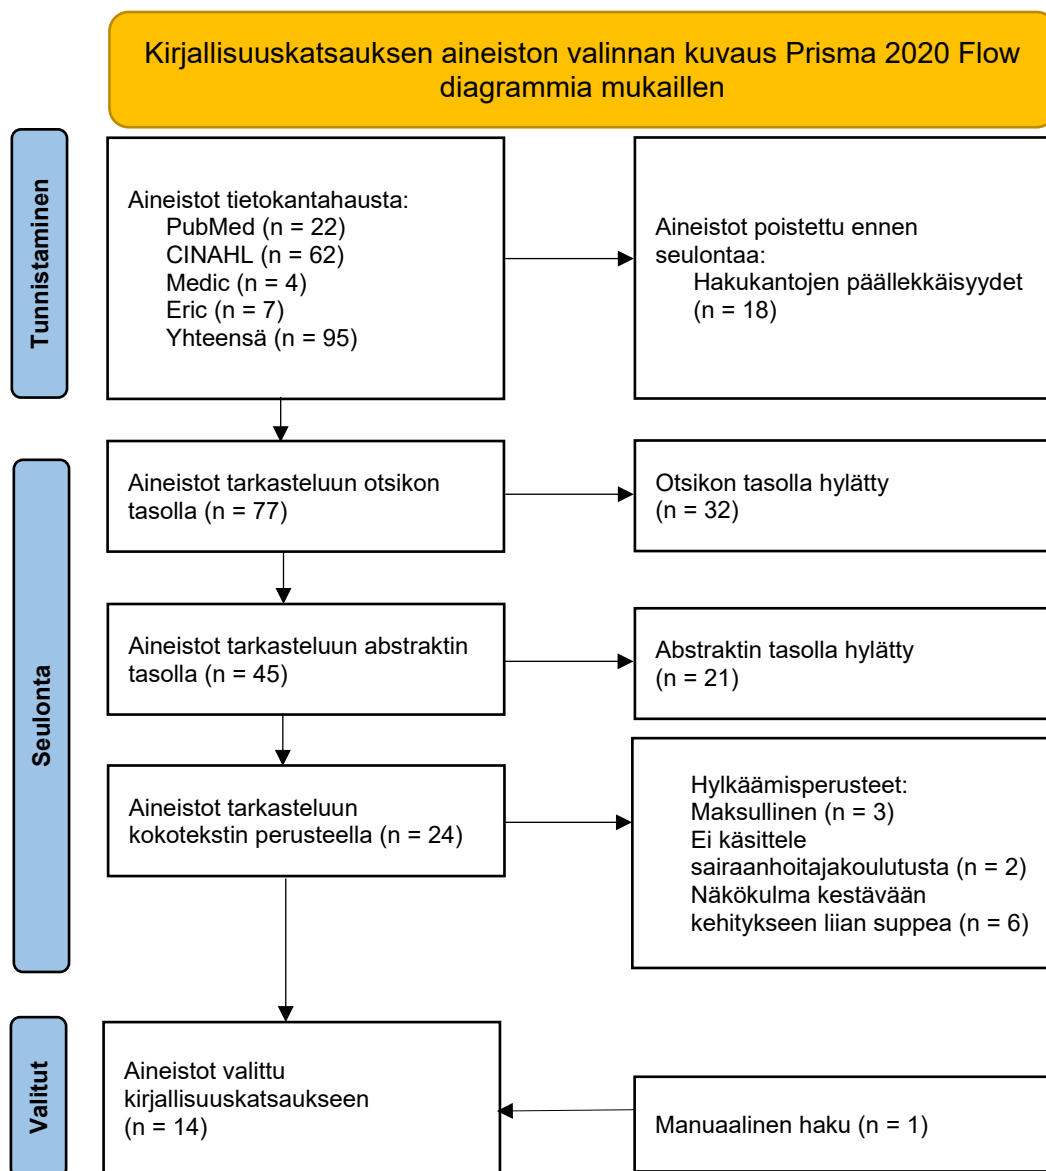 Kirjallisuuskatsauksen aineiston valinnan kuvaus Prisma 2020 Flow
diagrammia mukaillen
Tunnistaminen
Aineistot tietokantahausta:
PubMed (n = 22)
CINAHL (n = 62)
Medic (n = 4)
Eric (n = 7)
Yhteensä (n = 95)
Aineistot poistettu ennen
seulontaa:
Hakukantojen päällekkäisyydet
(n = 18)
Seulonta
Aineistot tarkasteluun otsikon
tasolla (n = 77)
Otsikon tasolla hylätty
(n = 32)
Aineistot tarkasteluun abstraktin
tasolla (n = 45)
Abstraktin tasolla hylätty
(n = 21)
Aineistot tarkasteluun
kokotekstin perusteella (n = 24)
Hylkäämisperusteet:
Maksullinen (n = 3)
Ei käsittele
sairaanhoitajakoulutusta (n = 2)
Näkökulma kestävään
kehitykseen liian suppea (n = 6)
Valitut
Aineistot valittu
kirjallisuuskatsaukseen
(n = 14)
Manuaalinen haku (n = 1)